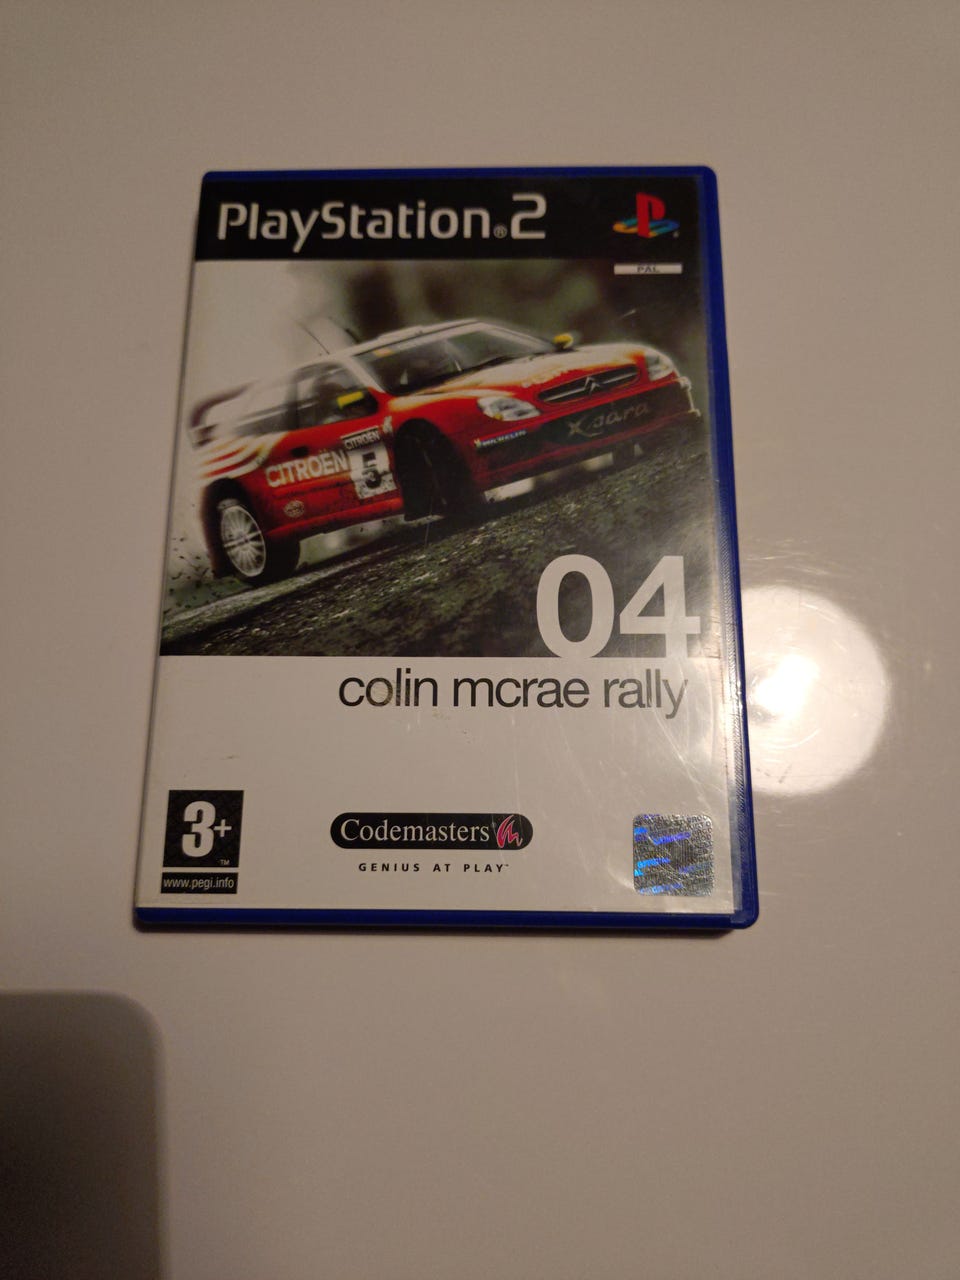 PlayStation®2
PAL
CITROËN
CITROËN
5
MICHELIN
Xsara
04
colin mcrae rally
3+™
www.pegi.info
Codemasters®
GENIUS AT PLAY™